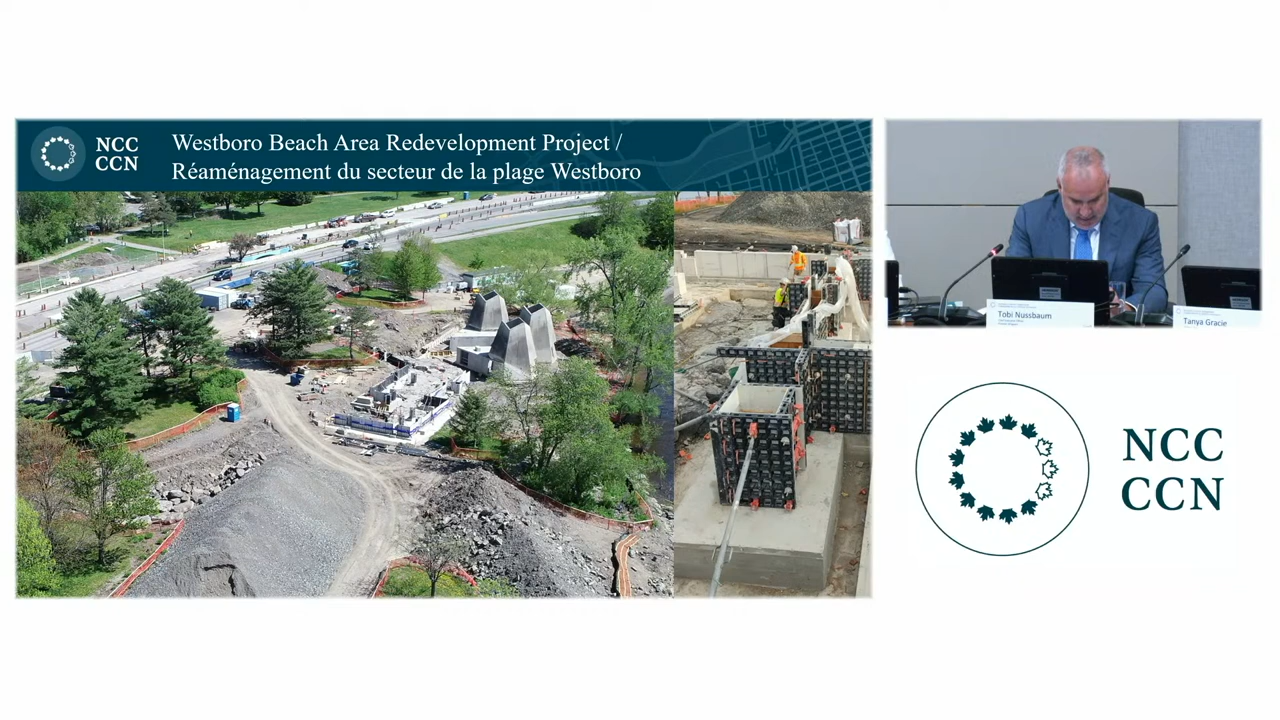 NCC
CCN
Westboro Beach Area Redevelopment Project /
Réaménagement du secteur de la plage Westboro
Tobi Nussbaum
Tanya Gracie
NCC
CCN